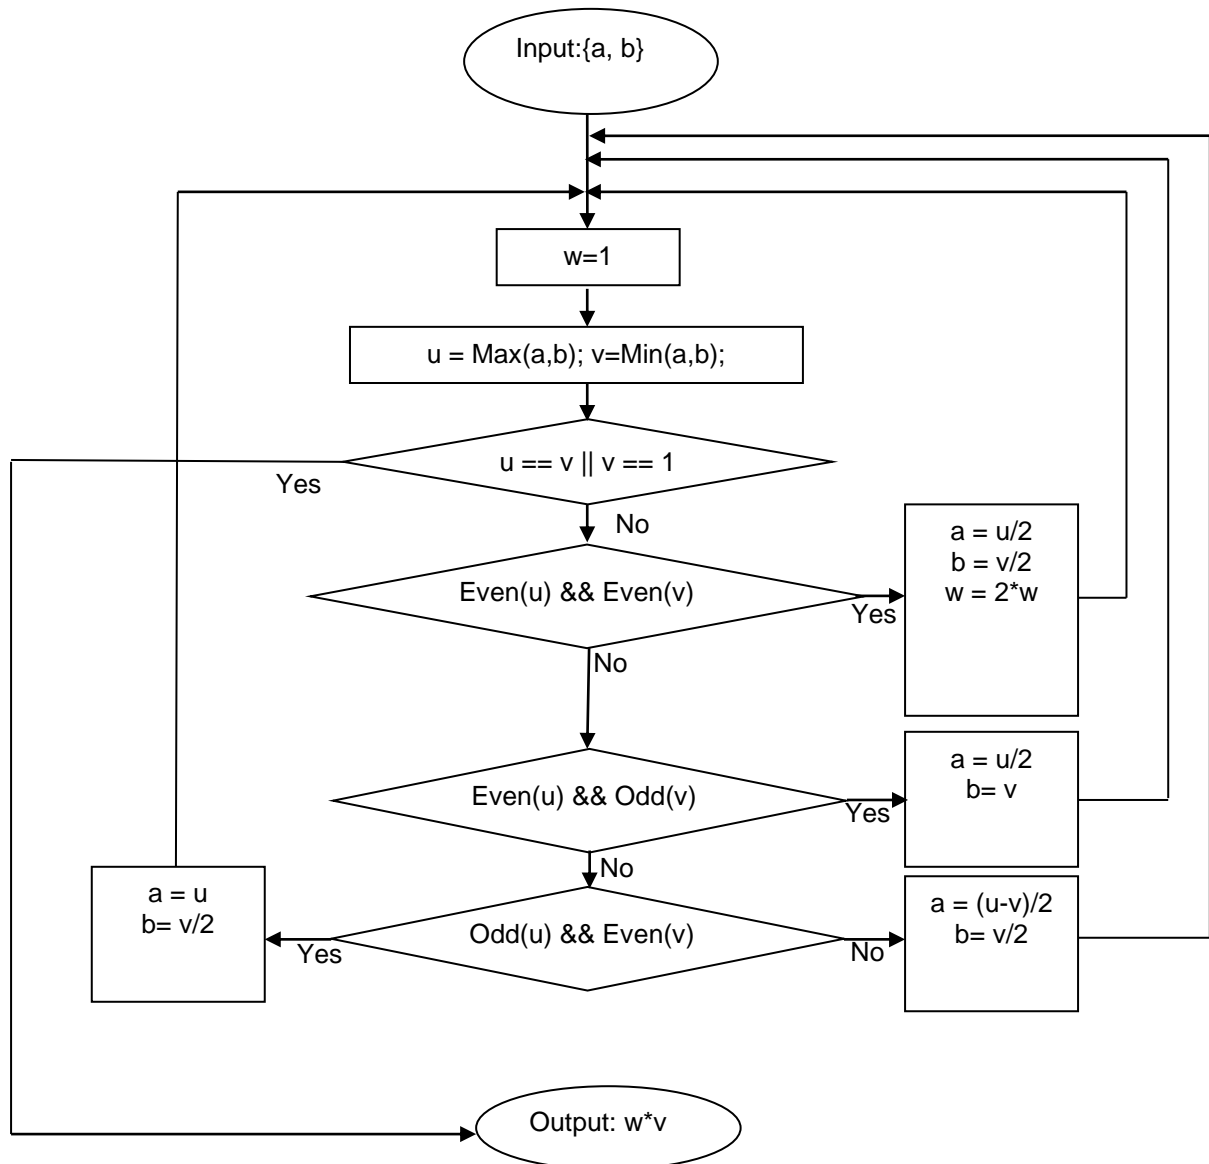 Input:{a, b}
w=1
u = Max(a,b); v=Min(a,b);
u == v || v == 1
Yes
No
Even(u) && Even(v)
Yes
a = u/2
b = v/2
w = 2*w
No
Even(u) && Odd(v)
Yes
a = u/2
b= v
No
Odd(u) && Even(v)
Yes
a = u
b= v/2
No
a = (u-v)/2
b= v/2
Output: w*v